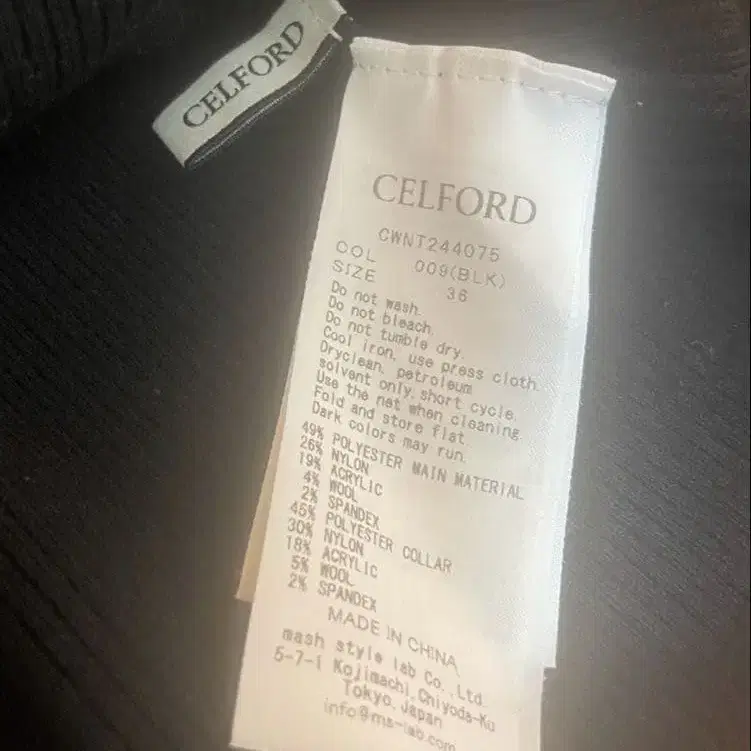 CELFORD
CELFORD
CWNT244075
COL 009(BLK)
SIZE 36
Do not wash.
Do not bleach.
Do not tumble dry.
Cool iron, use press cloth.
Dryclean, petroleum
solvent only, short cycle.
Use the net when cleaning.
Fold and store flat.
Dark colors may run.
49% POLYESTER MAIN MATERIAL
26% NYLON
19% ACRYLIC
4% WOOL
2% SPANDEX
45% POLYESTER COLLAR
30% NYLON
18% ACRYLIC
5% WOOL
2% SPANDEX
MADE IN CHINA
mash style lab Co., Ltd.
5-7-1 Kojimachi, Chiyoda-Ku
Tokyo, Japan
info@ms-lab.com